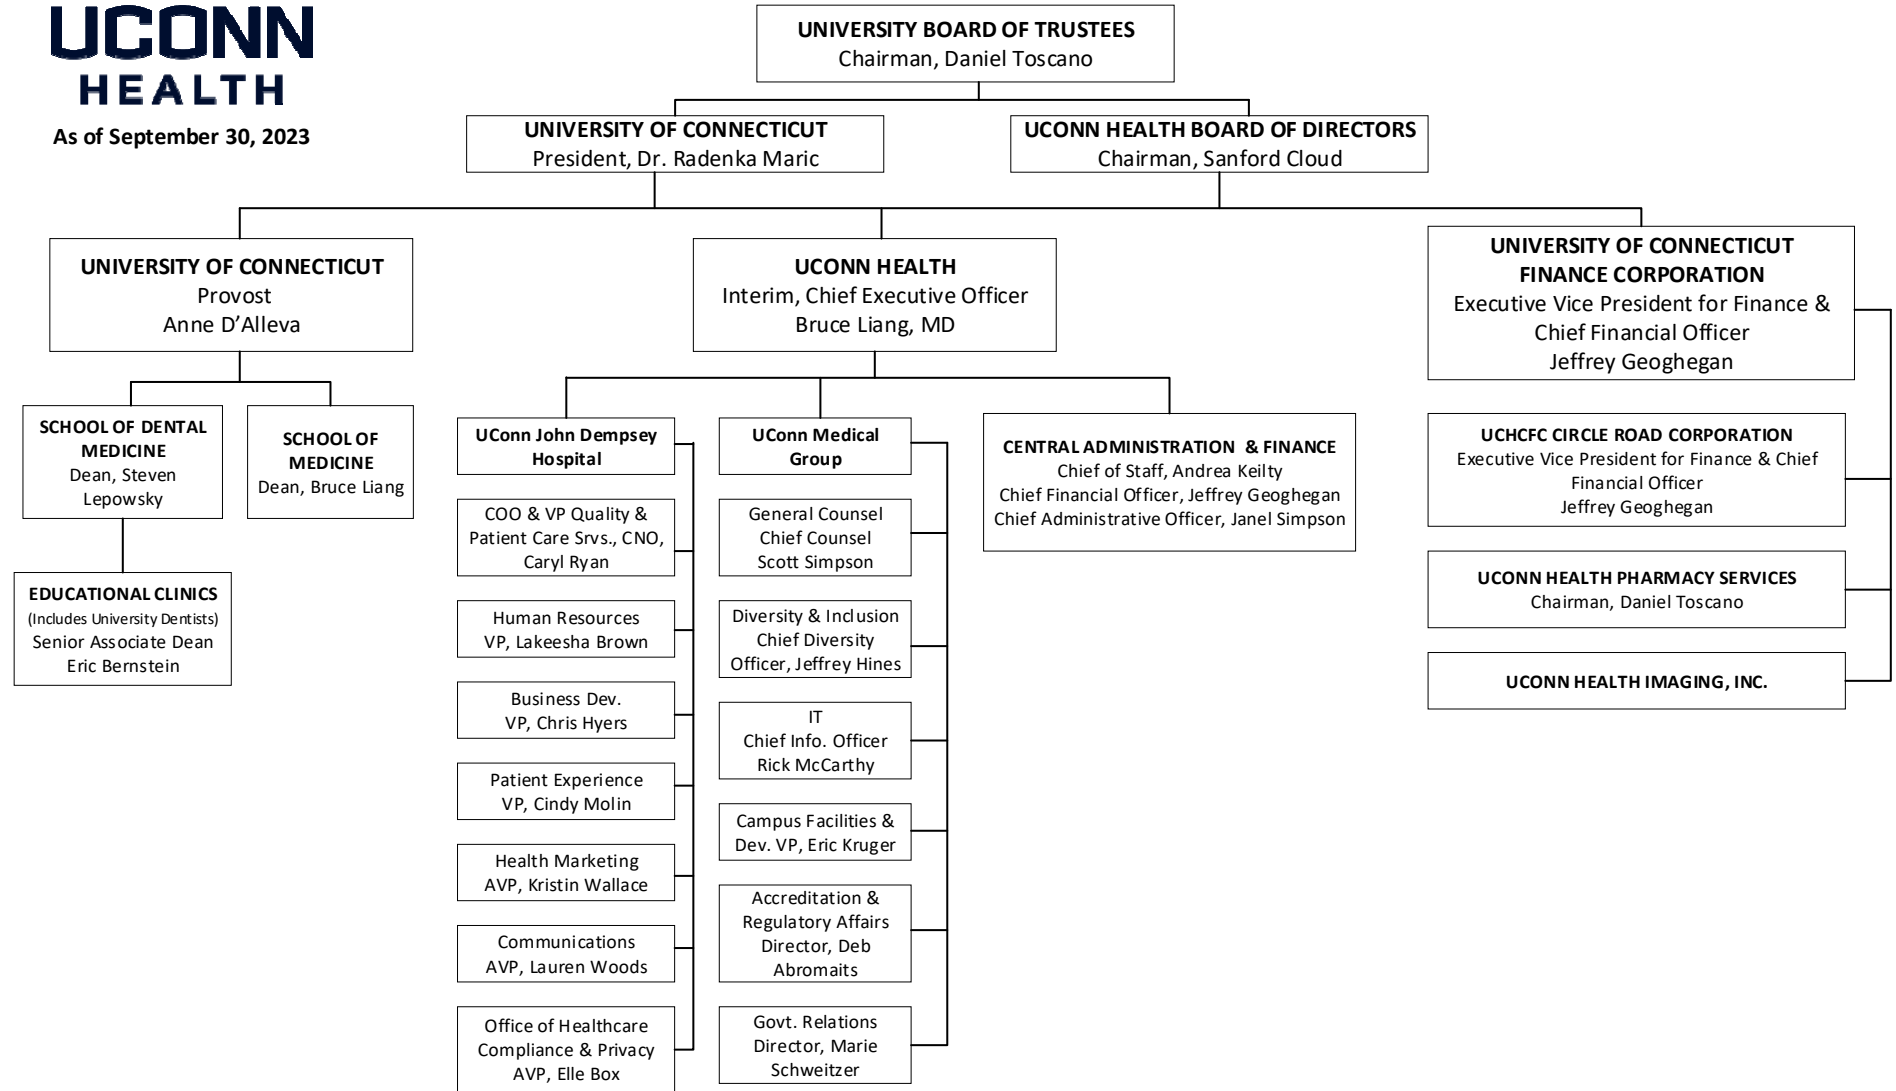 UCONN
HEALTH
As of September 30, 2023
UNIVERSITY BOARD OF TRUSTEES
Chairman, Daniel Toscano
UNIVERSITY OF CONNECTICUT
President, Dr. Radenka Maric
UCONN HEALTH BOARD OF DIRECTORS
Chairman, Sanford Cloud
UNIVERSITY OF CONNECTICUT
Provost
Anne D’Alleva
UCONN HEALTH
Interim, Chief Executive Officer
Bruce Liang, MD
UNIVERSITY OF CONNECTICUT
FINANCE CORPORATION
Executive Vice President for Finance &
Chief Financial Officer
Jeffrey Geoghegan
SCHOOL OF DENTAL
MEDICINE
Dean, Steven
Lepowsky
SCHOOL OF
MEDICINE
Dean, Bruce Liang
EDUCATIONAL CLINICS
(Includes University Dentists)
Senior Associate Dean
Eric Bernstein
UConn John Dempsey
Hospital
COO & VP Quality &
Patient Care Srvs., CNO,
Caryl Ryan
Human Resources
VP, Lakeesha Brown
Business Dev.
VP, Chris Hyers
Patient Experience
VP, Cindy Molin
Health Marketing
AVP, Kristin Wallace
Communications
AVP, Lauren Woods
Office of Healthcare
Compliance & Privacy
AVP, Elle Box
UConn Medical
Group
General Counsel
Chief Counsel
Scott Simpson
Diversity & Inclusion
Chief Diversity
Officer, Jeffrey Hines
IT
Chief Info. Officer
Rick McCarthy
Campus Facilities &
Dev. VP, Eric Kruger
Accreditation &
Regulatory Affairs
Director, Deb
Abromaits
Govt. Relations
Director, Marie
Schweitzer
CENTRAL ADMINISTRATION & FINANCE
Chief of Staff, Andrea Keilty
Chief Financial Officer, Jeffrey Geoghegan
Chief Administrative Officer, Janel Simpson
UCHCFC CIRCLE ROAD CORPORATION
Executive Vice President for Finance & Chief
Financial Officer
Jeffrey Geoghegan
UCONN HEALTH PHARMACY SERVICES
Chairman, Daniel Toscano
UCONN HEALTH IMAGING, INC.